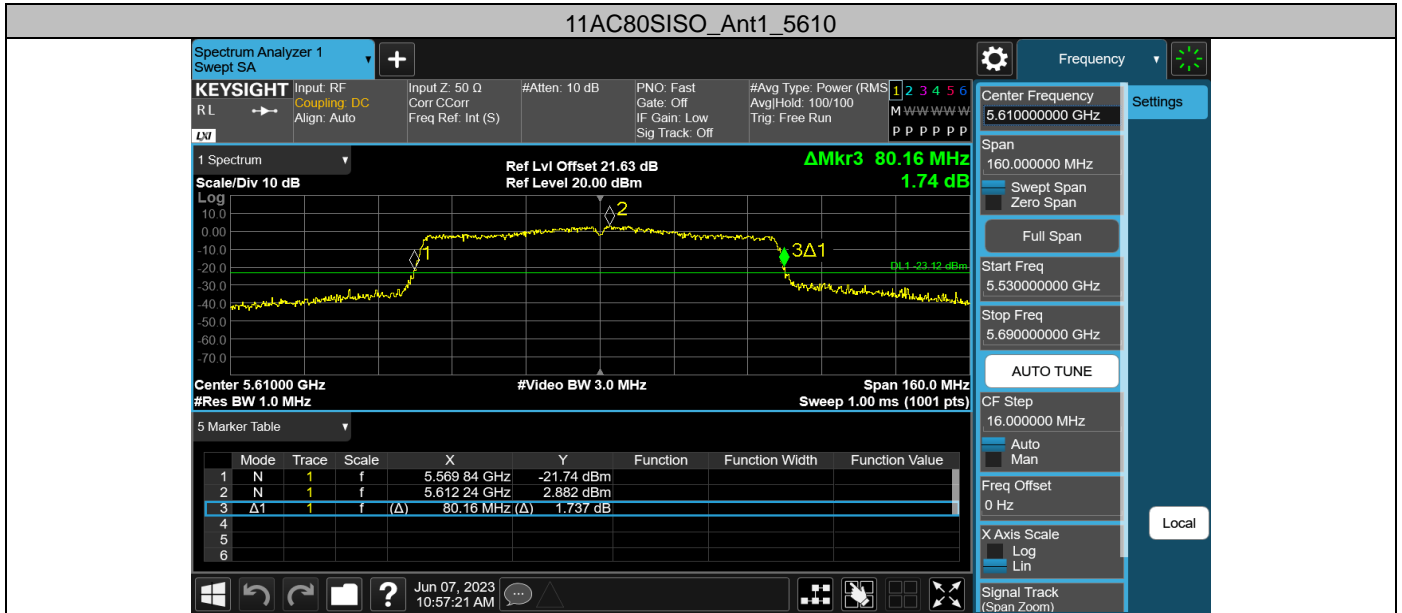 11AC80SISO_Ant1_5610
Spectrum Analyzer 1
Swept SA
+
Frequency
KEYSIGHT
RL
LXI
Input: RF
Coupling: DC
Align: Auto
Input Z: 50 Ω
Corr CCorr
Freq Ref: Int (S)
#Atten: 10 dB
PNO: Fast
Gate: Off
IF Gain: Low
Sig Track: Off
#Avg Type: Power (RMS
Avg|Hold: 100/100
Trig: Free Run
1 2 3 4 5 6
M W W W W W
P P P P P P
1 Spectrum
Scale/Div 10 dB
Ref Lvl Offset 21.63 dB
Ref Level 20.00 dBm
ΔMkr3 80.16 MHz
1.74 dB
Log
10.0
0.00
-10.0
-20.0
-30.0
-40.0
-50.0
-60.0
-70.0
1
2
3Δ1
DL1 -23.12 dBm
Center 5.61000 GHz
#Video BW 3.0 MHz
Span 160.0 MHz
#Res BW 1.0 MHz
Sweep 1.00 ms (1001 pts)
5 Marker Table
Mode Trace Scale X Y Function Function Width Function Value
1 N 1 f 5.569 84 GHz -21.74 dBm
2 N 1 f 5.612 24 GHz 2.882 dBm
3 Δ1 1 f (Δ) 80.16 MHz (Δ) 1.737 dB
4
5
6
?
Jun 07, 2023
10:57:21 AM
Center Frequency
5.610000000 GHz
Settings
Span
160.000000 MHz
Swept Span
Zero Span
Full Span
Start Freq
5.530000000 GHz
Stop Freq
5.690000000 GHz
AUTO TUNE
CF Step
16.000000 MHz
Auto
Man
Freq Offset
0 Hz
X Axis Scale
Log
Lin
Local
Signal Track
(Span Zoom)